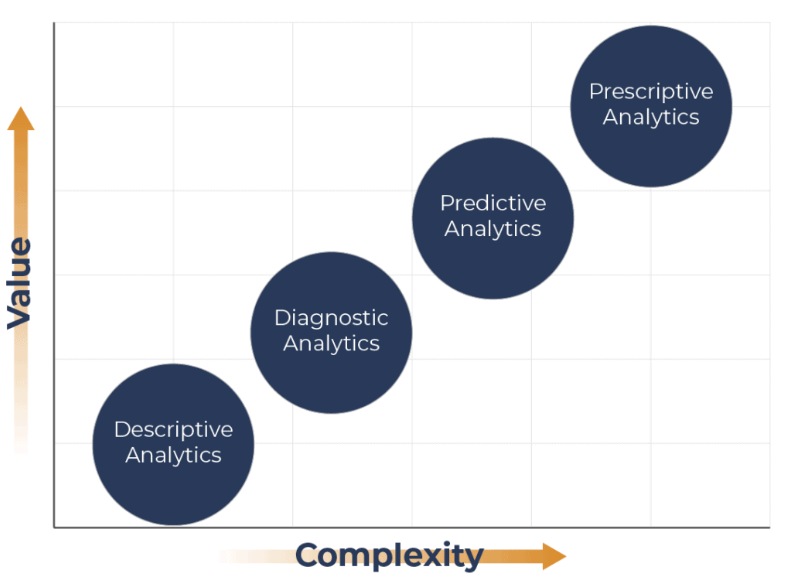 Prescriptive
Analytics
Predictive
Analytics
Diagnostic
Analytics
Descriptive
Analytics
Value
Complexity